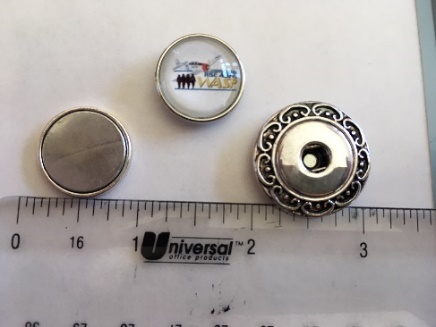 WASP
0 16 1 2 3
Universal™
office products